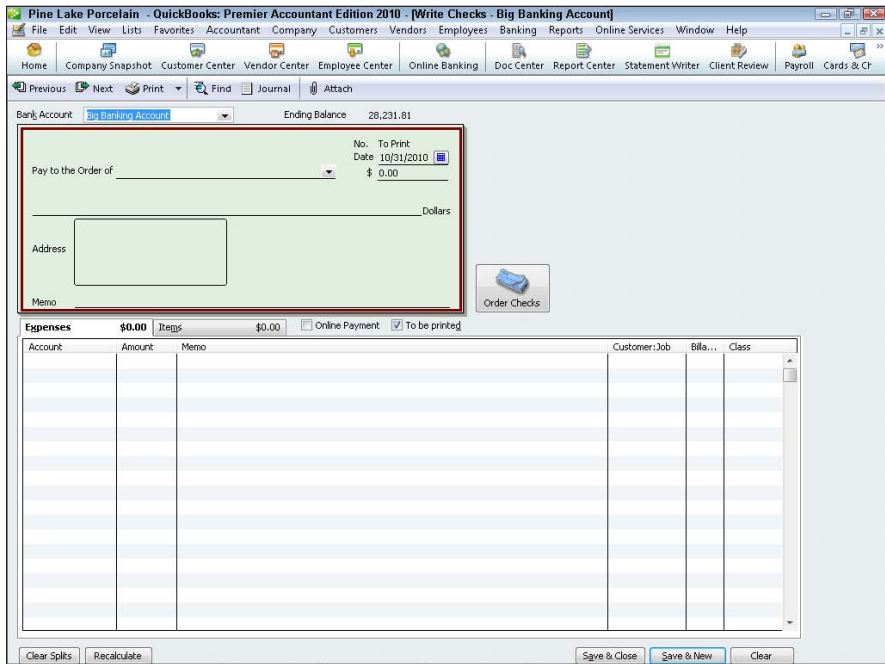 Pine Lake Porcelain - QuickBooks: Premier Accountant Edition 2010 - [Write Checks - Big Banking Account]
File Edit View Lists Favorites Accountant Company Customers Vendors Employees Banking Reports Online Services Window Help
Home Company Snapshot Customer Center Vendor Center Employee Center Online Banking Doc Center Report Center Statement Writer Client Review Payroll Cards & Cr
Previous Next Print Find Journal Attach
Bank Account Big Banking Account Ending Balance 28,231.81
No. To Print
Date 10/31/2010
Pay to the Order of $ 0.00
Dollars
Address
Order Checks
Memo
Expenses $0.00 Items $0.00 Online Payment To be printed
Account Amount Memo Customer:Job Billa... Class
Clear Splits Recalculate Save & Close Save & New Clear